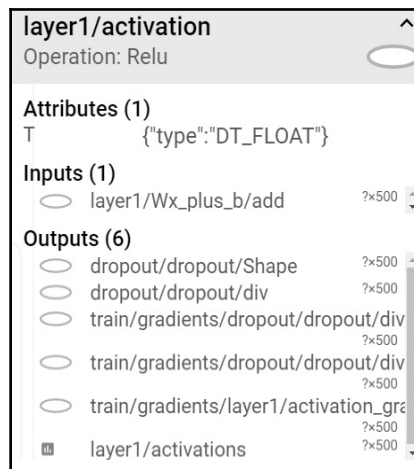 layer1/activation
Operation: Relu
Attributes (1)
T {"type":"DT_FLOAT"}
Inputs (1)
layer1/Wx_plus_b/add ?×500
Outputs (6)
dropout/dropout/Shape ?×500
dropout/dropout/div ?×500
train/gradients/dropout/dropout/div
?×500
train/gradients/dropout/dropout/div
?×500
train/gradients/layer1/activation_gra
?×500
layer1/activations ?×500